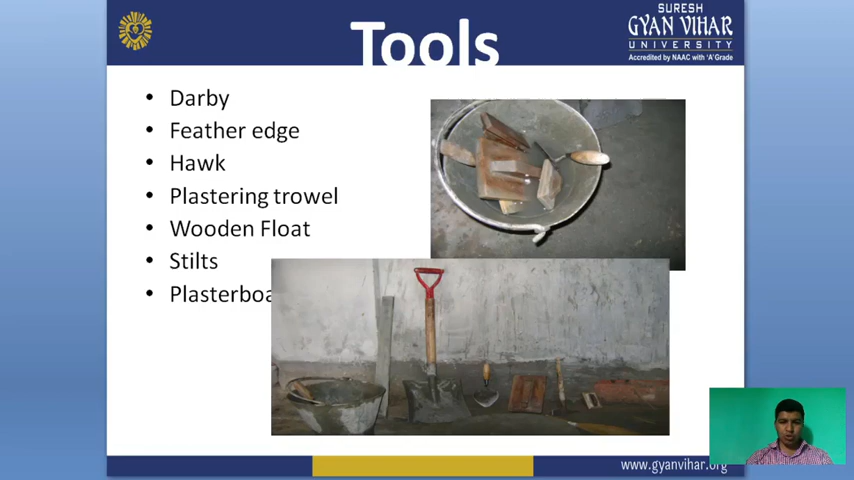 Tools
SURESH
GYAN VIHAR
UNIVERSITY
Accredited by NAAC with 'A' Grade
• Darby
• Feather edge
• Hawk
• Plastering trowel
• Wooden Float
• Stilts
• Plasterboa
www.gyanvihar.org